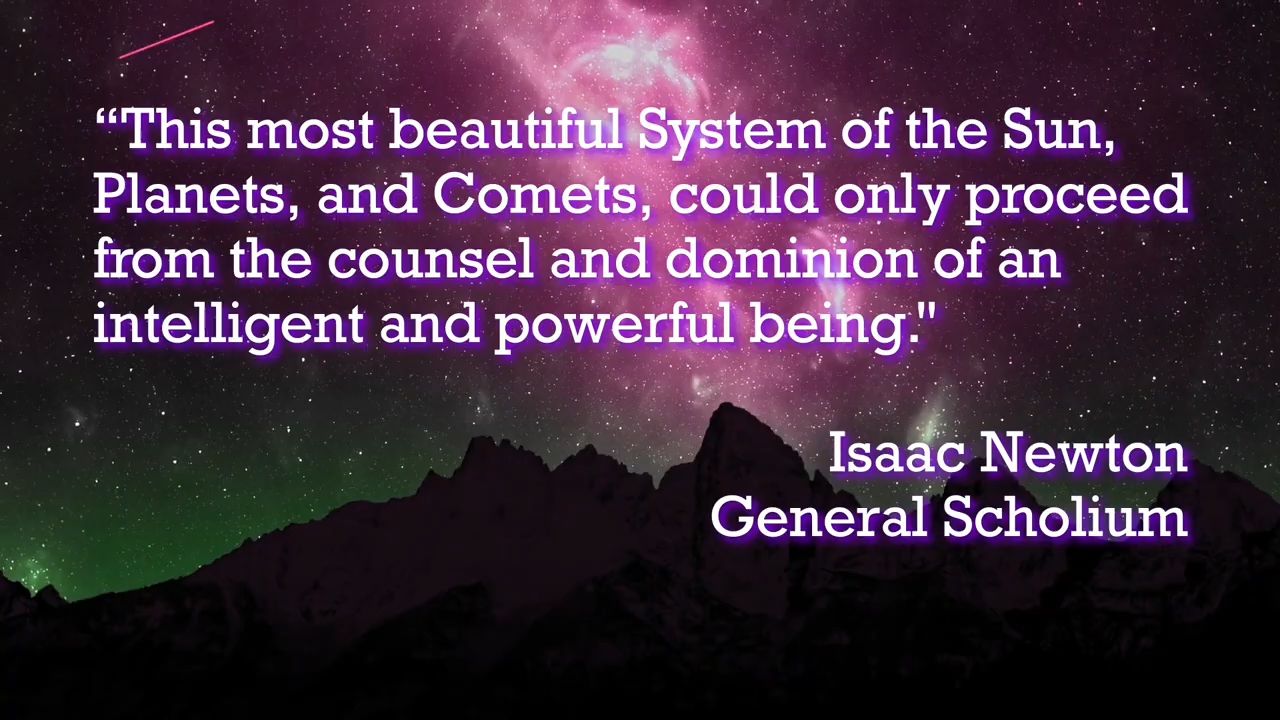 “This most beautiful System of the Sun,
Planets, and Comets, could only proceed
from the counsel and dominion of an
intelligent and powerful being."
Isaac Newton
General Scholium